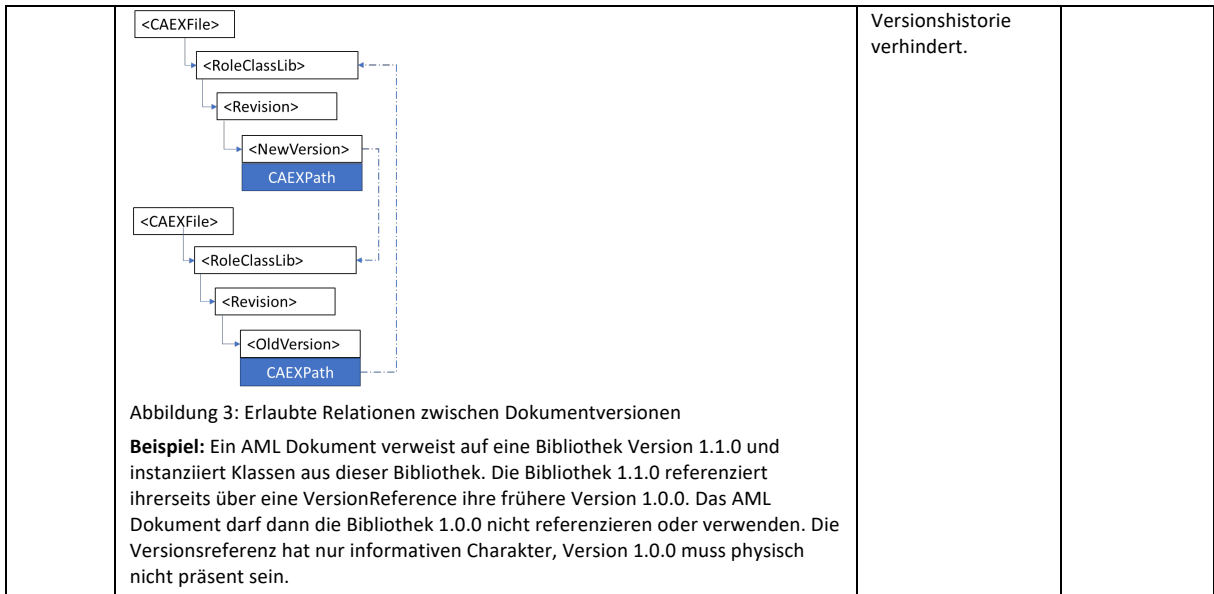 <CAEXFile>
<RoleClassLib>
<Revision>
<NewVersion>
CAEXPath
<CAEXFile>
<RoleClassLib>
<Revision>
<OldVersion>
CAEXPath
Abbildung 3: Erlaubte Relationen zwischen Dokumentversionen
Beispiel: Ein AML Dokument verweist auf eine Bibliothek Version 1.1.0 und
instanziiert Klassen aus dieser Bibliothek. Die Bibliothek 1.1.0 referenziert
ihrerseits über eine VersionReference ihre frühere Version 1.0.0. Das AML
Dokument darf dann die Bibliothek 1.0.0 nicht referenzieren oder verwenden. Die
Versionsreferenz hat nur informativen Charakter, Version 1.0.0 muss physisch
nicht präsent sein.
Versionshistorie
verhindert.